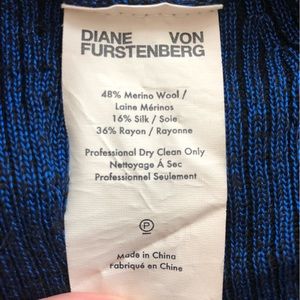 DIANE VON
FURSTENBERG
48% Merino Wool /
Laine Mérinos
16% Silk / Soie
36% Rayon / Rayonne
Professional Dry Clean Only
Nettoyage Á Sec
Professionnel Seulement
P
Made in China
Fabriqué en Chine